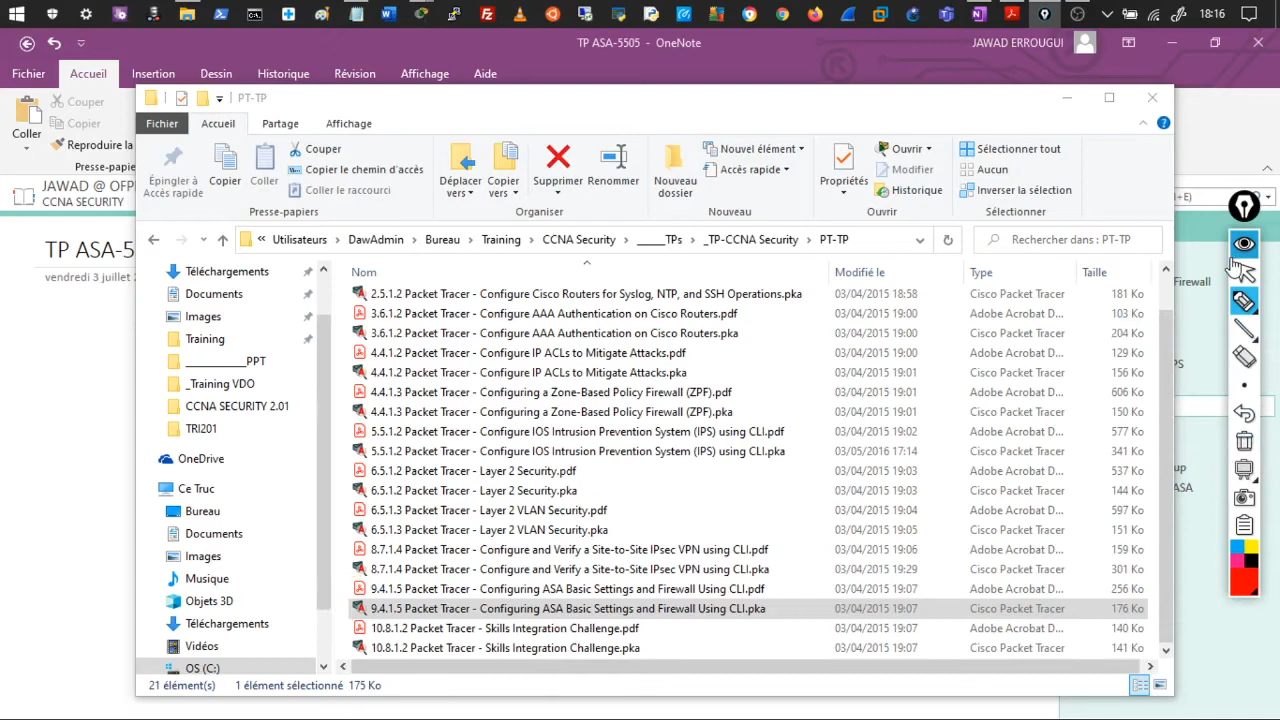 18:16
TP ASA-5505 - OneNote
JAWAD ERROUGUI
Fichier Accueil Insertion Dessin Historique Révision Affichage Aide
Coller
Couper
Copier
Reproduire la
Presse-papi
JAWAD @ OFP
CCNA SECURITY
TP ASA-5
vendredi 3 juillet 2
+E)
Firewall
PS
up
ASA
PT-TP
Fichier Accueil Partage Affichage
Épingler à Accès rapide
Copier
Coller
Couper
Copier le chemin d'accès
Coller le raccourci
Presse-papiers
Déplacer vers
Copier vers
Supprimer
Renommer
Organiser
Nouveau dossier
Nouvel élément
Accès rapide
Nouveau
Propriétés
Ouvrir
Modifier
Historique
Ouvrir
Sélectionner tout
Aucun
Inverser la sélection
Sélectionner
« Utilisateurs DawAdmin Bureau Training CCNA Security _____TPs _TP-CCNA Security PT-TP
Rechercher dans : PT-TP
Téléchargements
Documents
Images
Training
___________PPT
_Training VDO
CCNA SECURITY 2.01
TRI201
OneDrive
Ce Truc
Bureau
Documents
Images
Musique
Objets 3D
Téléchargements
Vidéos
OS (C:)
Nom Modifié le Type Taille
2.5.1.2 Packet Tracer - Configure Cisco Routers for Syslog, NTP, and SSH Operations.pka 03/04/2015 18:58 Cisco Packet Tracer 181 Ko
3.6.1.2 Packet Tracer - Configure AAA Authentication on Cisco Routers.pdf 03/04/2015 19:00 Adobe Acrobat D... 103 Ko
3.6.1.2 Packet Tracer - Configure AAA Authentication on Cisco Routers.pka 03/04/2015 19:00 Cisco Packet Tracer 204 Ko
4.4.1.2 Packet Tracer - Configure IP ACLs to Mitigate Attacks.pdf 03/04/2015 19:01 Adobe Acrobat D... 129 Ko
4.4.1.2 Packet Tracer - Configure IP ACLs to Mitigate Attacks.pka 03/04/2015 19:01 Cisco Packet Tracer 156 Ko
4.4.1.3 Packet Tracer - Configuring a Zone-Based Policy Firewall (ZPF).pdf 03/04/2015 19:01 Adobe Acrobat D... 606 Ko
4.4.1.3 Packet Tracer - Configuring a Zone-Based Policy Firewall (ZPF).pka 03/04/2015 19:01 Cisco Packet Tracer 150 Ko
5.5.1.2 Packet Tracer - Configure IOS Intrusion Prevention System (IPS) using CLI.pdf 03/04/2015 19:02 Adobe Acrobat D... 577 Ko
5.5.1.2 Packet Tracer - Configure IOS Intrusion Prevention System (IPS) using CLI.pka 03/05/2016 17:14 Cisco Packet Tracer 341 Ko
6.5.1.2 Packet Tracer - Layer 2 Security.pdf 03/04/2015 19:03 Adobe Acrobat D... 537 Ko
6.5.1.2 Packet Tracer - Layer 2 Security.pka 03/04/2015 19:03 Cisco Packet Tracer 144 Ko
6.5.1.3 Packet Tracer - Layer 2 VLAN Security.pdf 03/04/2015 19:04 Adobe Acrobat D... 597 Ko
6.5.1.3 Packet Tracer - Layer 2 VLAN Security.pka 03/04/2015 19:05 Cisco Packet Tracer 151 Ko
8.7.1.4 Packet Tracer - Configure and Verify a Site-to-Site IPsec VPN using CLI.pdf 03/04/2015 19:06 Adobe Acrobat D... 159 Ko
8.7.1.4 Packet Tracer - Configure and Verify a Site-to-Site IPsec VPN using CLI.pka 03/04/2015 19:29 Cisco Packet Tracer 301 Ko
9.4.1.5 Packet Tracer - Configuring ASA Basic Settings and Firewall Using CLI.pdf 03/04/2015 19:07 Adobe Acrobat D... 256 Ko
9.4.1.5 Packet Tracer - Configuring ASA Basic Settings and Firewall Using CLI.pka 03/04/2015 19:07 Cisco Packet Tracer 176 Ko
10.8.1.2 Packet Tracer - Skills Integration Challenge.pdf 03/04/2015 19:07 Adobe Acrobat D... 140 Ko
10.8.1.2 Packet Tracer - Skills Integration Challenge.pka 03/04/2015 19:07 Cisco Packet Tracer 141 Ko
21 élément(s) 1 élément sélectionné 175 Ko